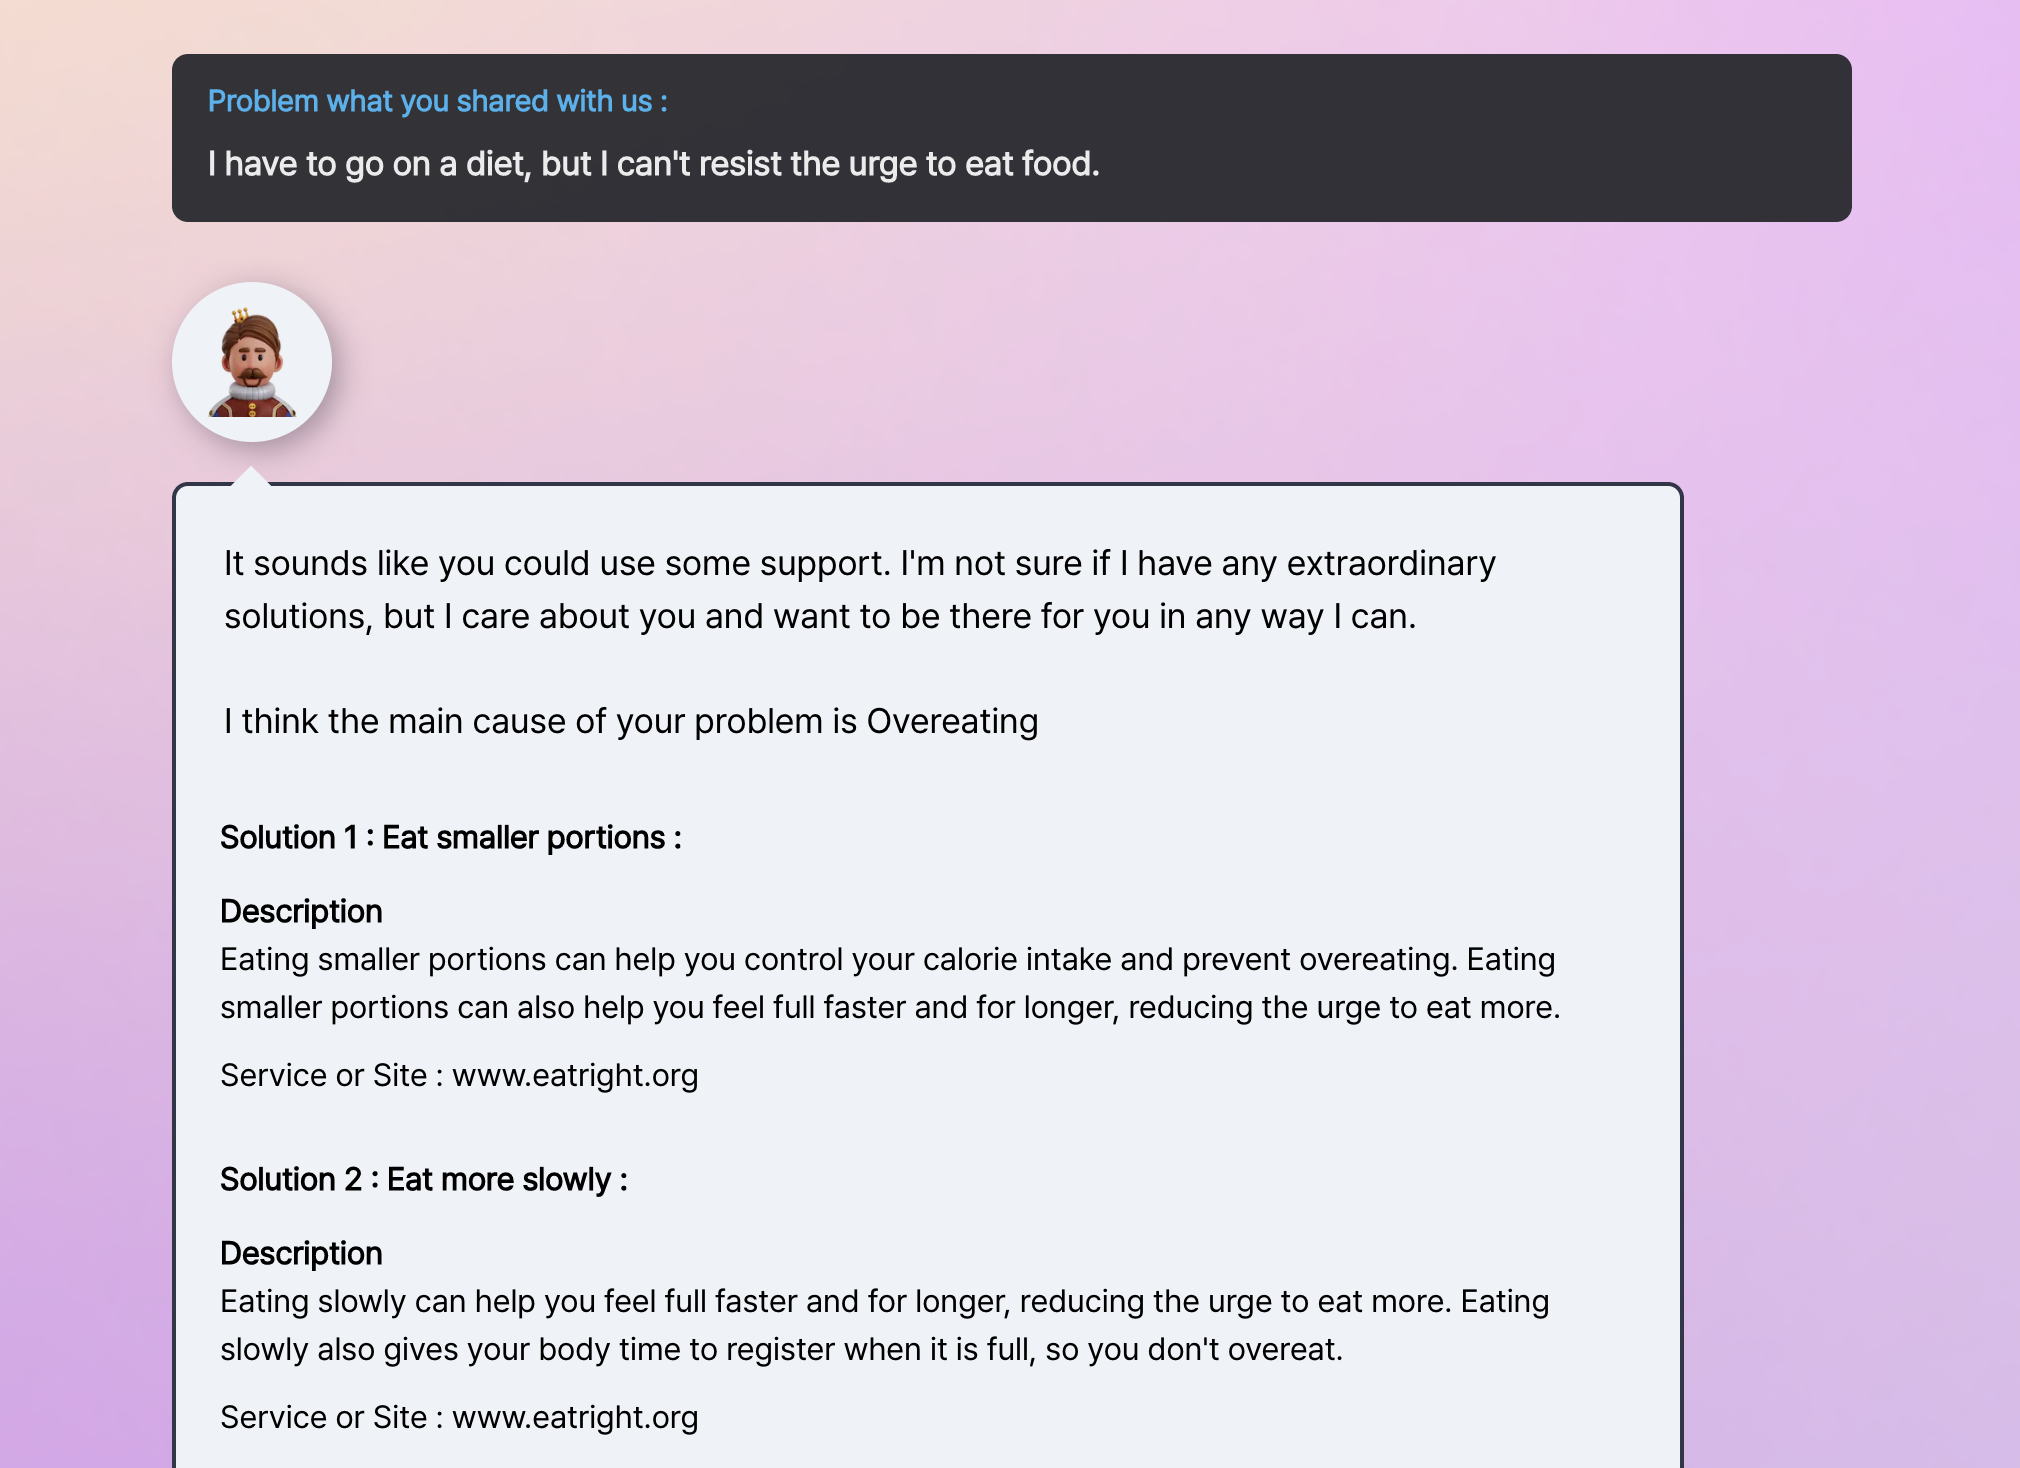 Problem what you shared with us :
I have to go on a diet, but I can't resist the urge to eat food.
It sounds like you could use some support. I'm not sure if I have any extraordinary
solutions, but I care about you and want to be there for you in any way I can.
I think the main cause of your problem is Overeating
Solution 1 : Eat smaller portions :
Description
Eating smaller portions can help you control your calorie intake and prevent overeating. Eating
smaller portions can also help you feel full faster and for longer, reducing the urge to eat more.
Service or Site : www.eatright.org
Solution 2 : Eat more slowly :
Description
Eating slowly can help you feel full faster and for longer, reducing the urge to eat more. Eating
slowly also gives your body time to register when it is full, so you don't overeat.
Service or Site : www.eatright.org